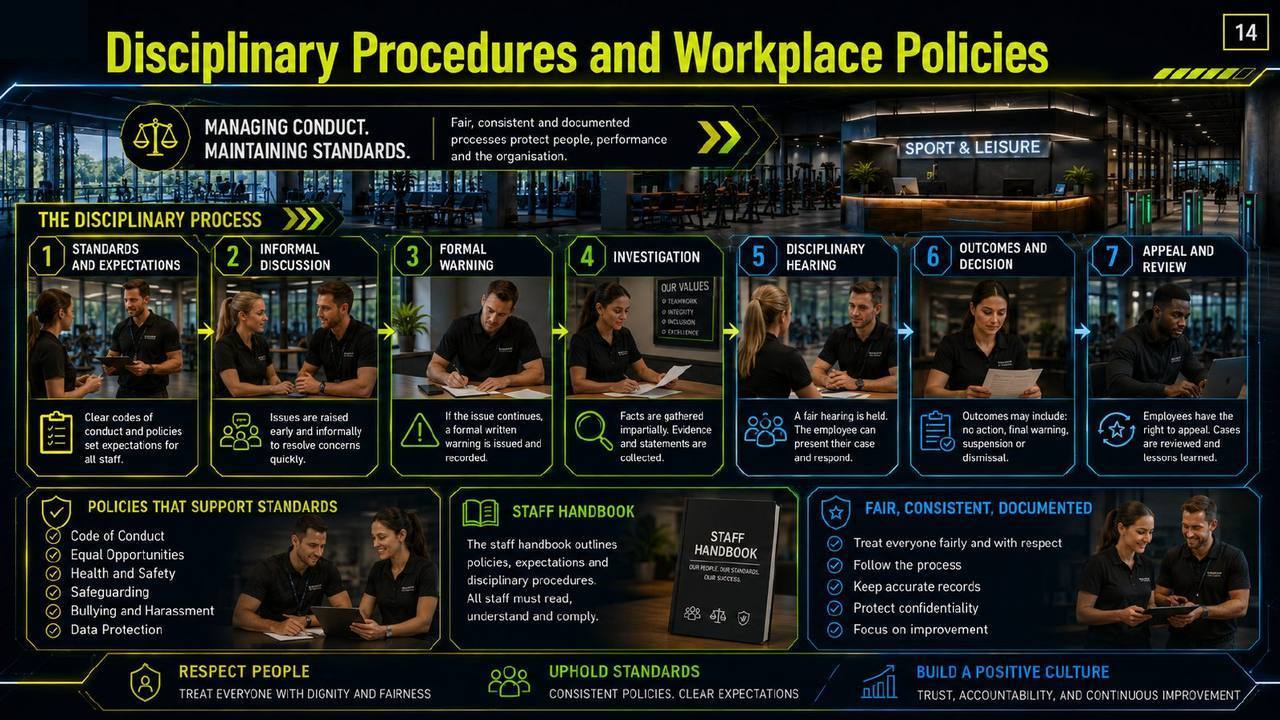 Disciplinary Procedures and Workplace Policies
14
MANAGING CONDUCT.
MAINTAINING STANDARDS.
Fair, consistent and documented
processes protect people, performance
and the organisation.
SPORT & LEISURE
THE DISCIPLINARY PROCESS
1
STANDARDS
AND EXPECTATIONS
Clear codes of
conduct and policies
set expectations for
all staff.
2
INFORMAL
DISCUSSION
Issues are raised
early and informally
to resolve concerns
quickly.
3
FORMAL
WARNING
If the issue continues,
a formal written
warning is issued and
recorded.
4
INVESTIGATION
OUR VALUES
TEAMWORK
INTEGRITY
INCLUSION
EXCELLENCE
Facts are gathered
impartially. Evidence
and statements are
collected.
5
DISCIPLINARY
HEARING
A fair hearing is held.
The employee can
present their case
and respond.
6
OUTCOMES AND
DECISION
Outcomes may include:
no action, final warning,
suspension or
dismissal.
7
APPEAL AND
REVIEW
Employees have the
right to appeal. Cases
are reviewed and
lessons learned.
POLICIES THAT SUPPORT STANDARDS
Code of Conduct
Equal Opportunities
Health and Safety
Safeguarding
Bullying and Harassment
Data Protection
STAFF HANDBOOK
The staff handbook outlines
policies, expectations and
disciplinary procedures.
All staff must read,
understand and comply.
STAFF
HANDBOOK
OUR PEOPLE. OUR STANDARDS.
OUR SUCCESS.
FAIR, CONSISTENT, DOCUMENTED
Treat everyone fairly and with respect
Follow the process
Keep accurate records
Protect confidentiality
Focus on improvement
RESPECT PEOPLE
TREAT EVERYONE WITH DIGNITY AND FAIRNESS
UPHOLD STANDARDS
CONSISTENT POLICIES. CLEAR EXPECTATIONS
BUILD A POSITIVE CULTURE
TRUST, ACCOUNTABILITY, AND CONTINUOUS IMPROVEMENT